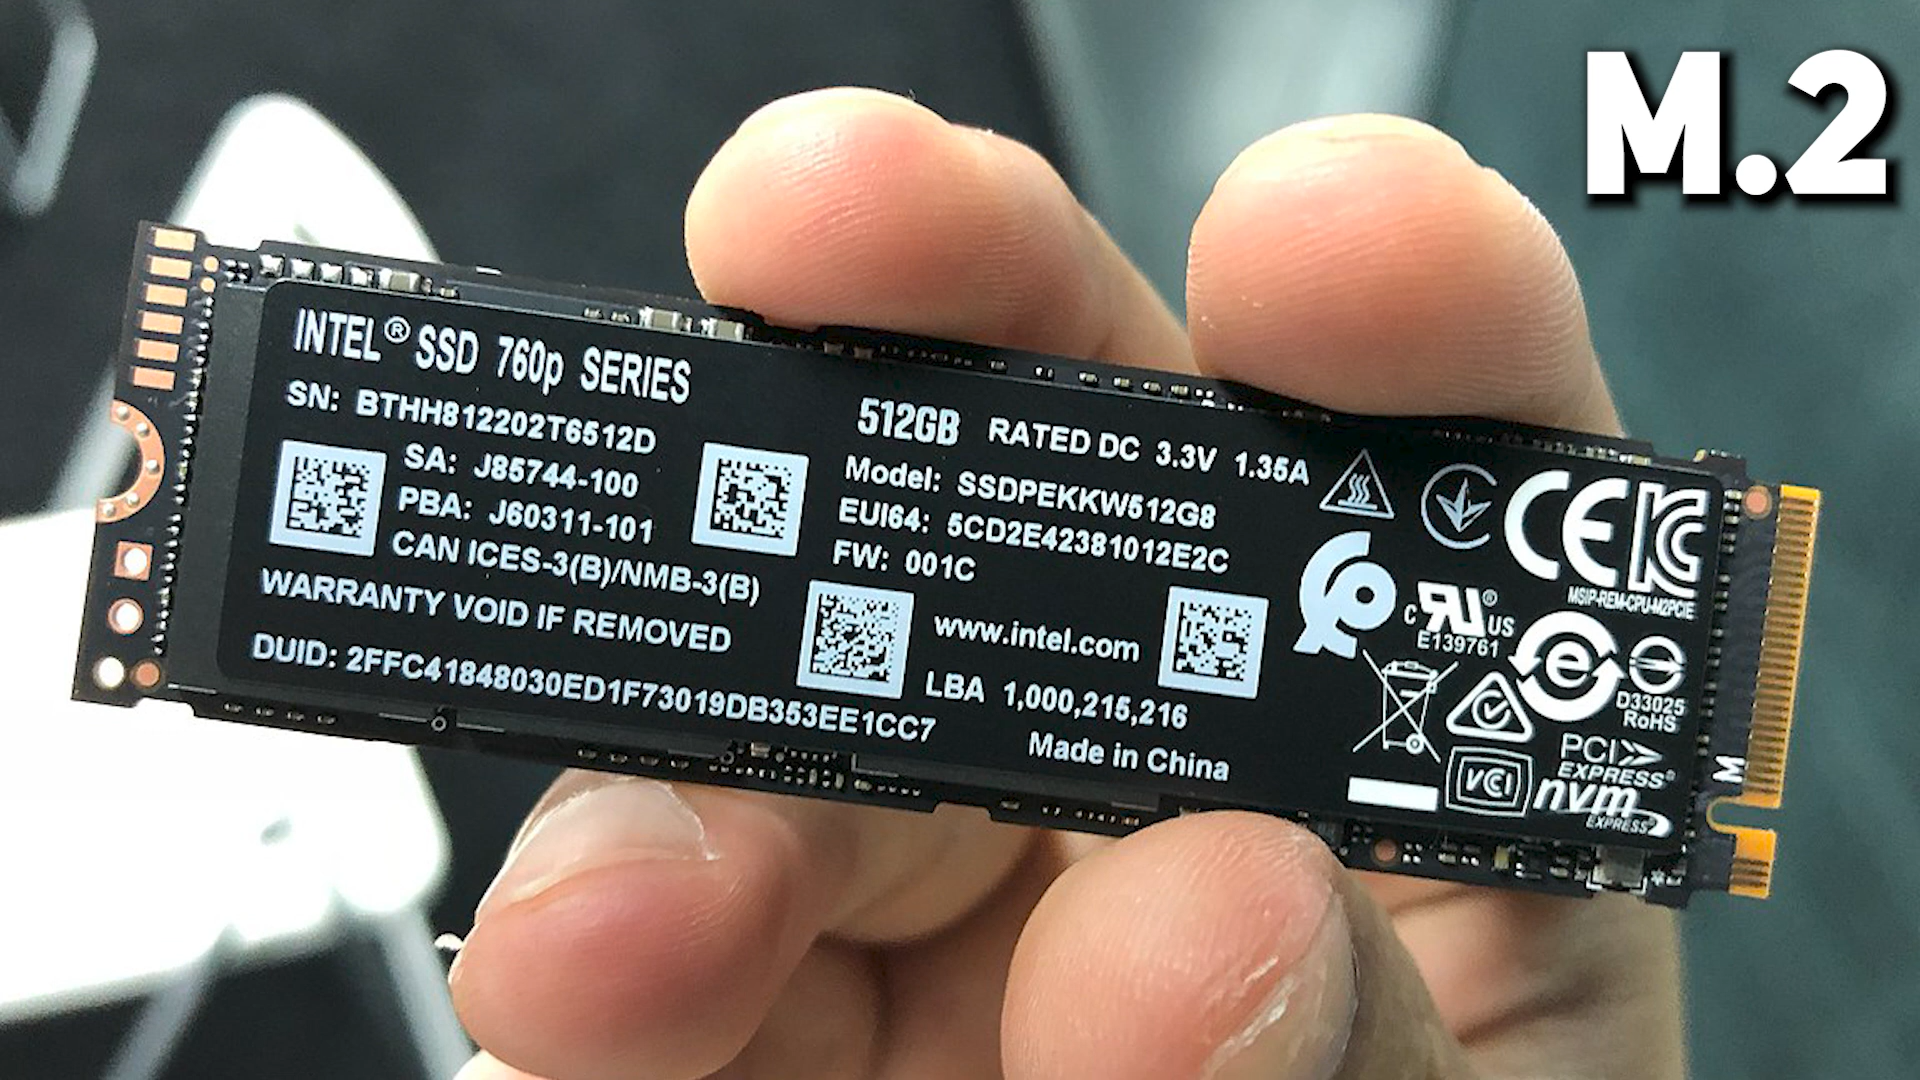 M.2
INTEL® SSD 760p SERIES
SN: BTHH812202T6512D
SA: J85744-100
PBA: J60311-101
CAN ICES-3(B)/NMB-3(B)
WARRANTY VOID IF REMOVED
DUID: 2FFC41848030ED1F73019DB353EE1CC7
512GB RATED DC 3.3V 1.35A
Model: SSDPEKKW512G8
EUI64: 5CD2E42381012E2C
FW: 001C
www.intel.com
LBA 1,000,215,216
Made in China
CE
MSIP-REM-CPU-M2PCIE
c RU® US
E139761
e
D33025
RoHS
PCI
EXPRESS®
VCI
nvm
EXPRESS
M